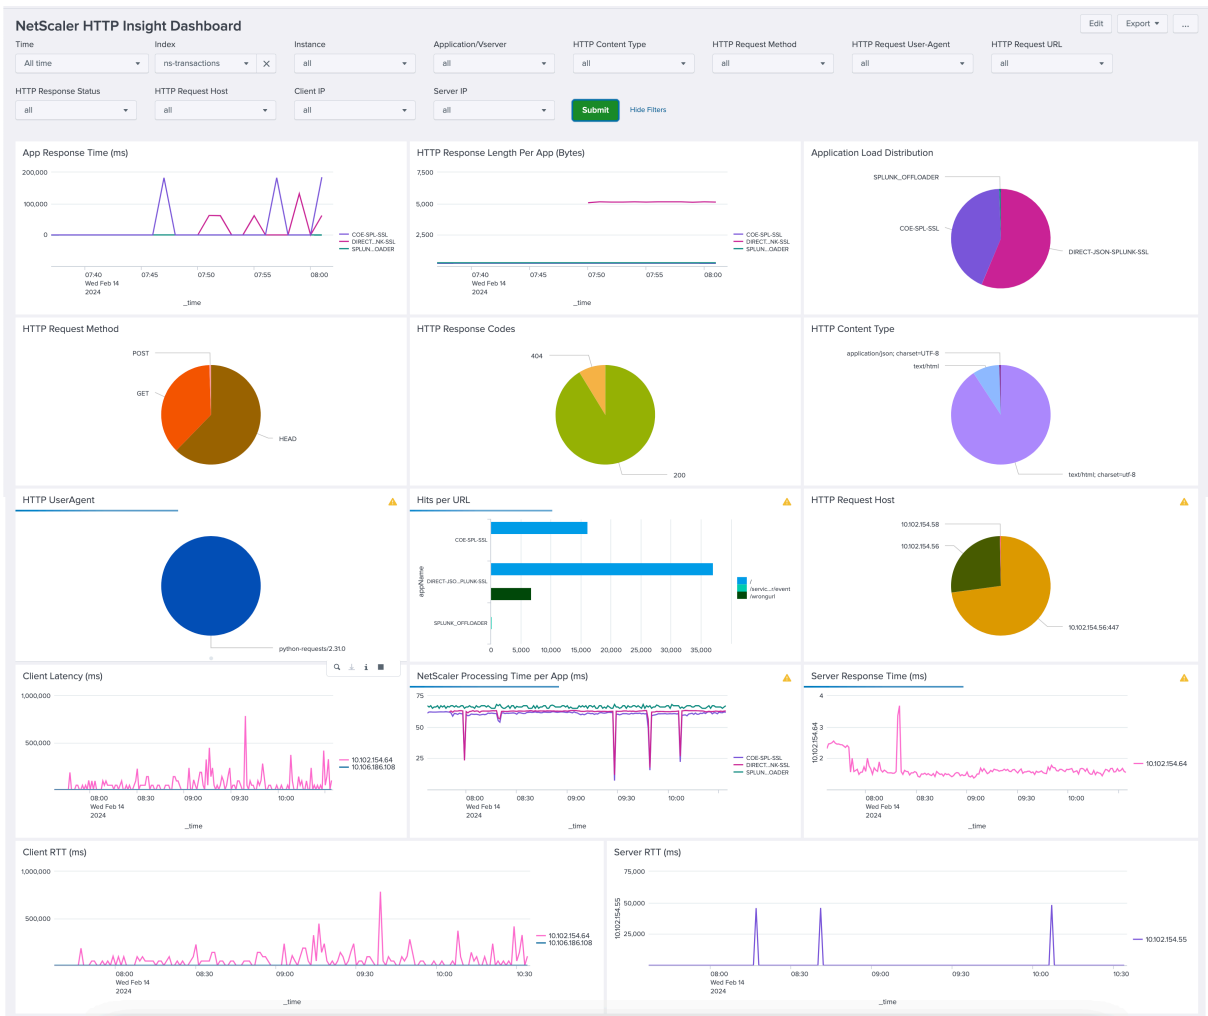 NetScaler HTTP Insight Dashboard
Edit
Export
...
Time
Index
Instance
Application/Vserver
HTTP Content Type
HTTP Request Method
HTTP Request User-Agent
HTTP Request URL
All time
ns-transactions
all
all
all
all
all
all
HTTP Response Status
HTTP Request Host
Client IP
Server IP
all
all
all
all
Submit
Hide Filters
App Response Time (ms)
200,000
100,000
0
COE-SPL-SSL
DIRECT...NK-SSL
SPLUN...OADER
07:40
Wed Feb 14
2024
07:45
07:50
07:55
08:00
_time
HTTP Response Length Per App (Bytes)
7,500
5,000
2,500
COE-SPL-SSL
DIRECT...NK-SSL
SPLUN...OADER
07:40
Wed Feb 14
2024
07:45
07:50
07:55
08:00
_time
Application Load Distribution
SPLUNK_OFFLOADER
COE-SPL-SSL
DIRECT-JSON-SPLUNK-SSL
HTTP Request Method
POST
GET
HEAD
HTTP Response Codes
404
200
HTTP Content Type
application/json; charset=UTF-8
text/html
text/html; charset=utf-8
HTTP UserAgent
python-requests/2.31.0
Hits per URL
appName
COE-SPL-SSL
DIRECT-JSO...PLUNK-SSL
SPLUNK_OFFLOADER
0
5,000
10,000
15,000
20,000
25,000
30,000
35,000
/
/servic...r/event
/wrongurl
HTTP Request Host
10.102.154.58
10.102.154.56
10.102.154.56:447
Client Latency (ms)
1,000,000
500,000
10.102.154.64
10.106.186.108
08:00
Wed Feb 14
2024
08:30
09:00
09:30
10:00
_time
NetScaler Processing Time per App (ms)
75
50
25
COE-SPL-SSL
DIRECT...NK-SSL
SPLUN...OADER
08:00
Wed Feb 14
2024
08:30
09:00
09:30
10:00
_time
Server Response Time (ms)
4
3
2
10.102.154.64
10.102.154.64
08:00
Wed Feb 14
2024
08:30
09:00
09:30
10:00
_time
Client RTT (ms)
1,000,000
500,000
10.102.154.64
10.106.186.108
08:00
Wed Feb 14
2024
08:30
09:00
09:30
10:00
10:30
_time
Server RTT (ms)
75,000
50,000
25,000
10.102.154.55
10.102.154.55
08:00
Wed Feb 14
2024
08:30
09:00
09:30
10:00
10:30
_time